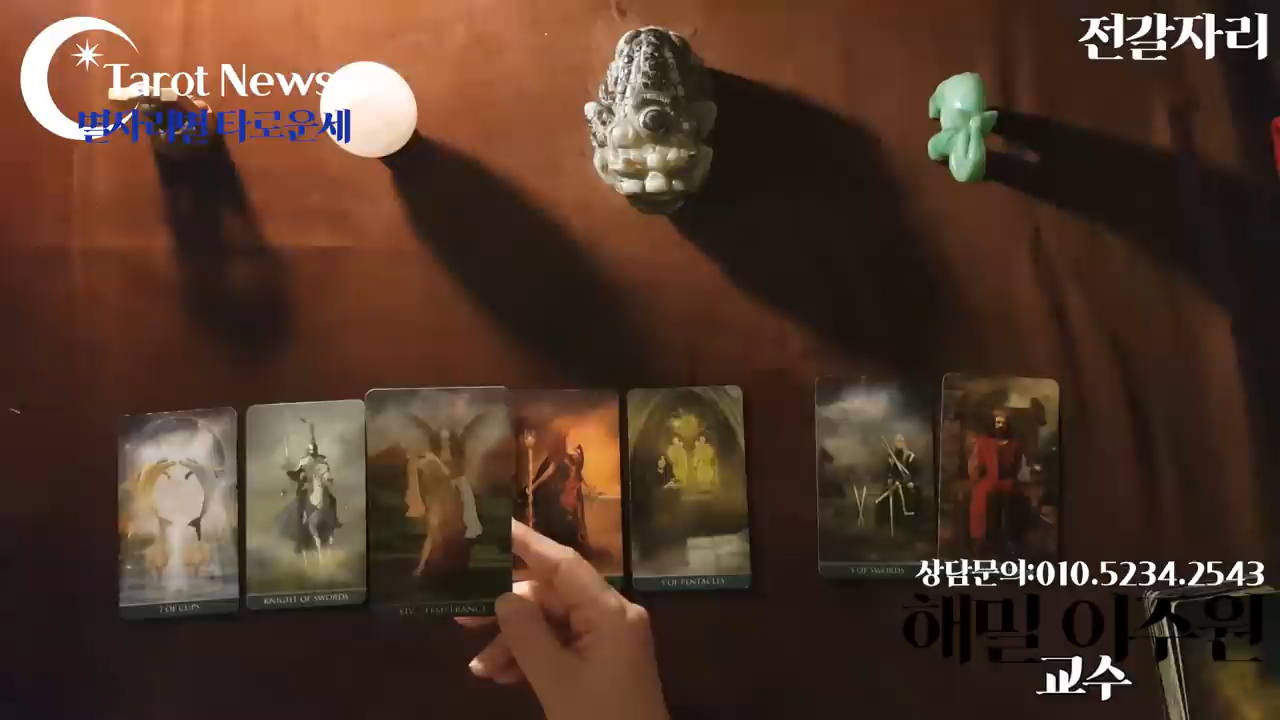 전갈자리
Tarot News
별자리별 타로운세
7 OF CUPS
KNIGHT OF SWORDS
XIV - TEMPERANCE
3 OF PENTACLES
5 OF SWORDS
상담문의:010.5234.2543
해밀 이수원
교수